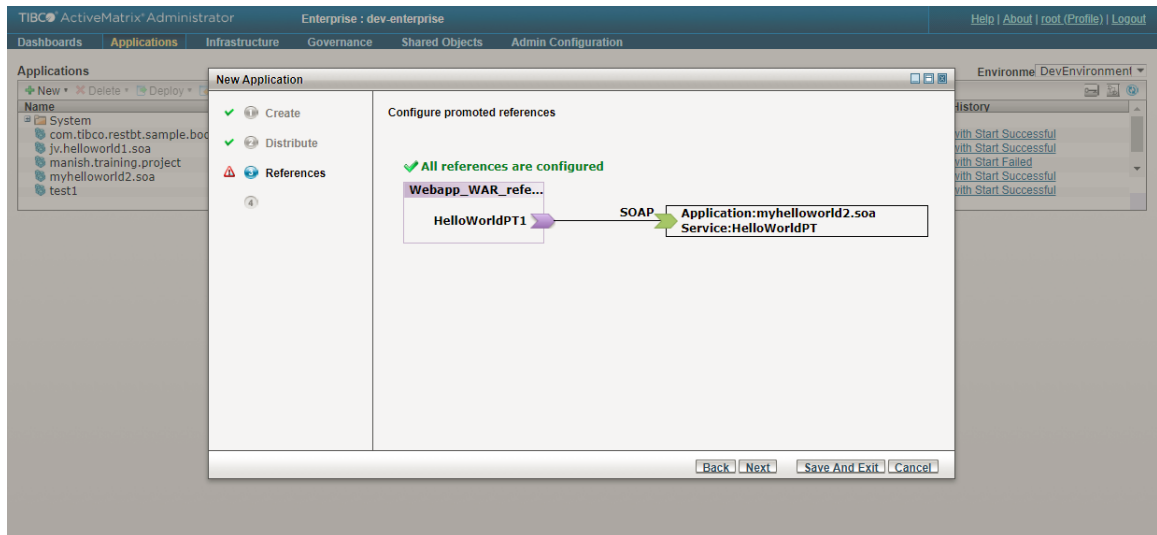 TIBCO® ActiveMatrix® Administrator
Enterprise : dev-enterprise
Help | About | root (Profile) | Logout
Dashboards Applications Infrastructure Governance Shared Objects Admin Configuration
Applications
Environme DevEnvironment
New Delete Deploy
Name
History
System
com.tibco.restbt.sample.boo
with Start Successful
jv.helloworld1.soa
with Start Successful
manish.training.project
with Start Failed
myhelloworld2.soa
with Start Successful
test1
with Start Successful
New Application
1 Create
2 Distribute
3 References
4
Configure promoted references
All references are configured
Webapp_WAR_refe...
HelloWorldPT1
SOAP
Application:myhelloworld2.soa
Service:HelloWorldPT
Back Next Save And Exit Cancel